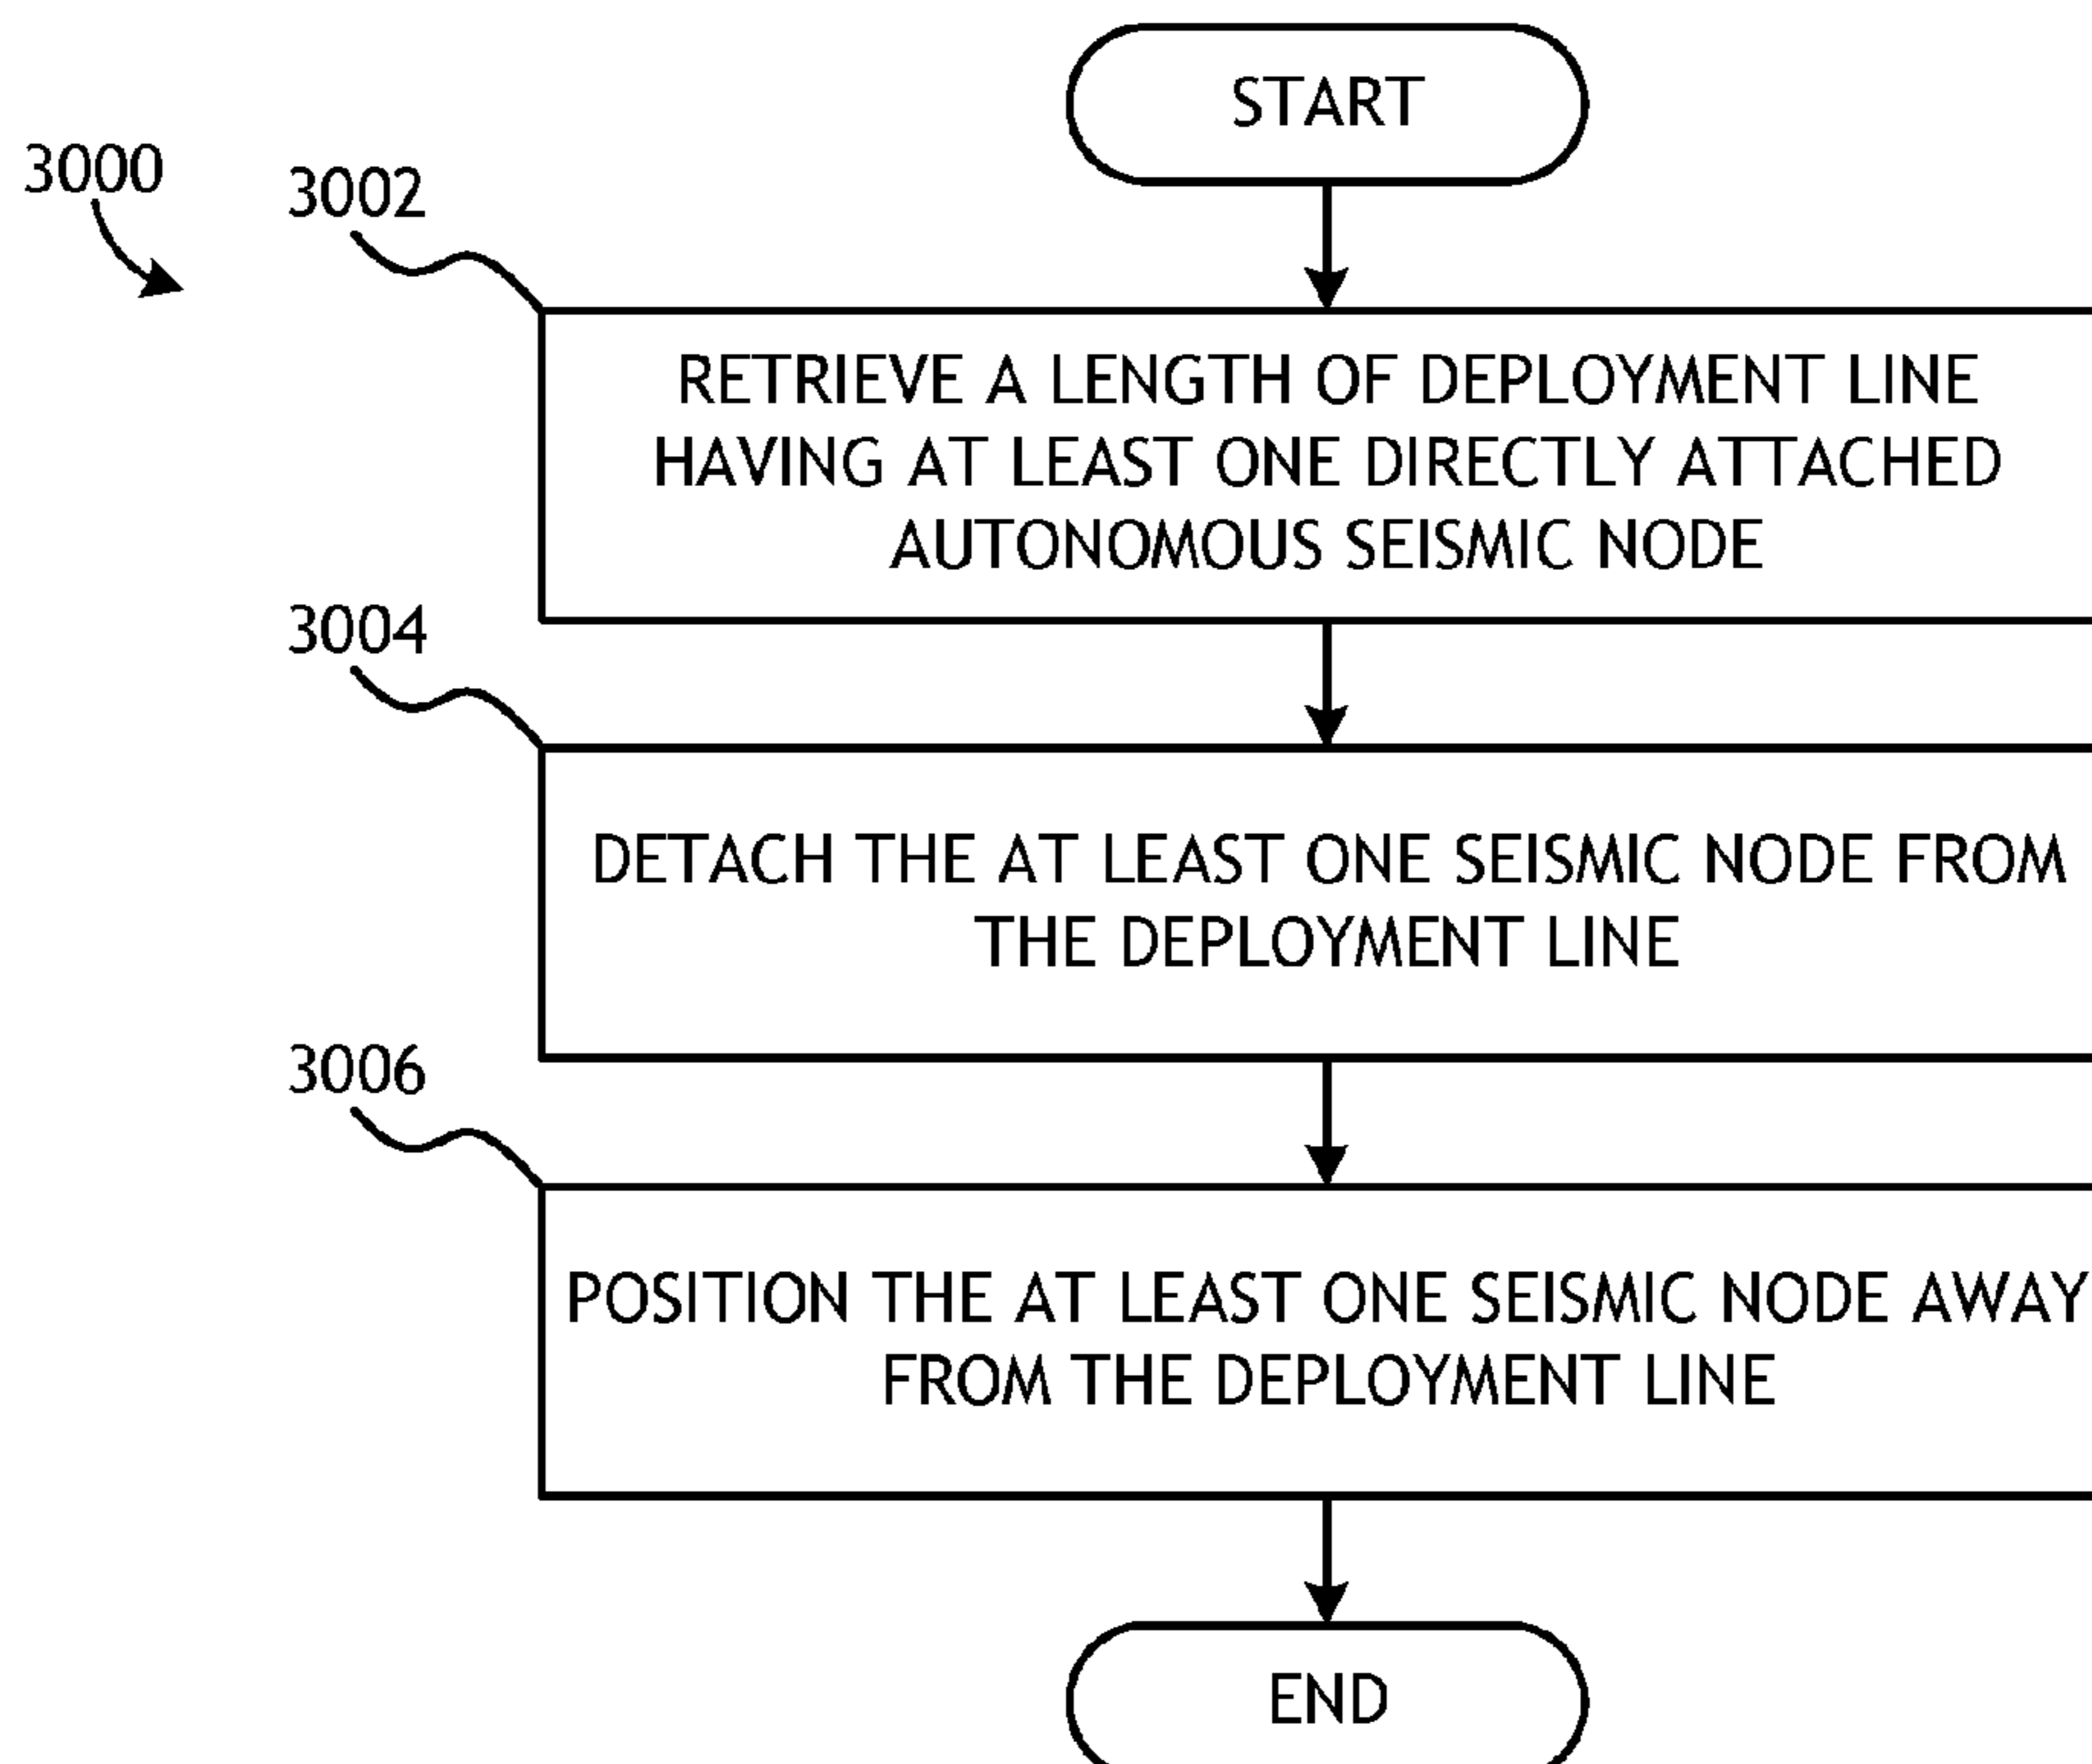 START
3000
3002
RETRIEVE A LENGTH OF DEPLOYMENT LINE
HAVING AT LEAST ONE DIRECTLY ATTACHED
AUTONOMOUS SEISMIC NODE
3004
DETACH THE AT LEAST ONE SEISMIC NODE FROM
THE DEPLOYMENT LINE
3006
POSITION THE AT LEAST ONE SEISMIC NODE AWAY
FROM THE DEPLOYMENT LINE
END